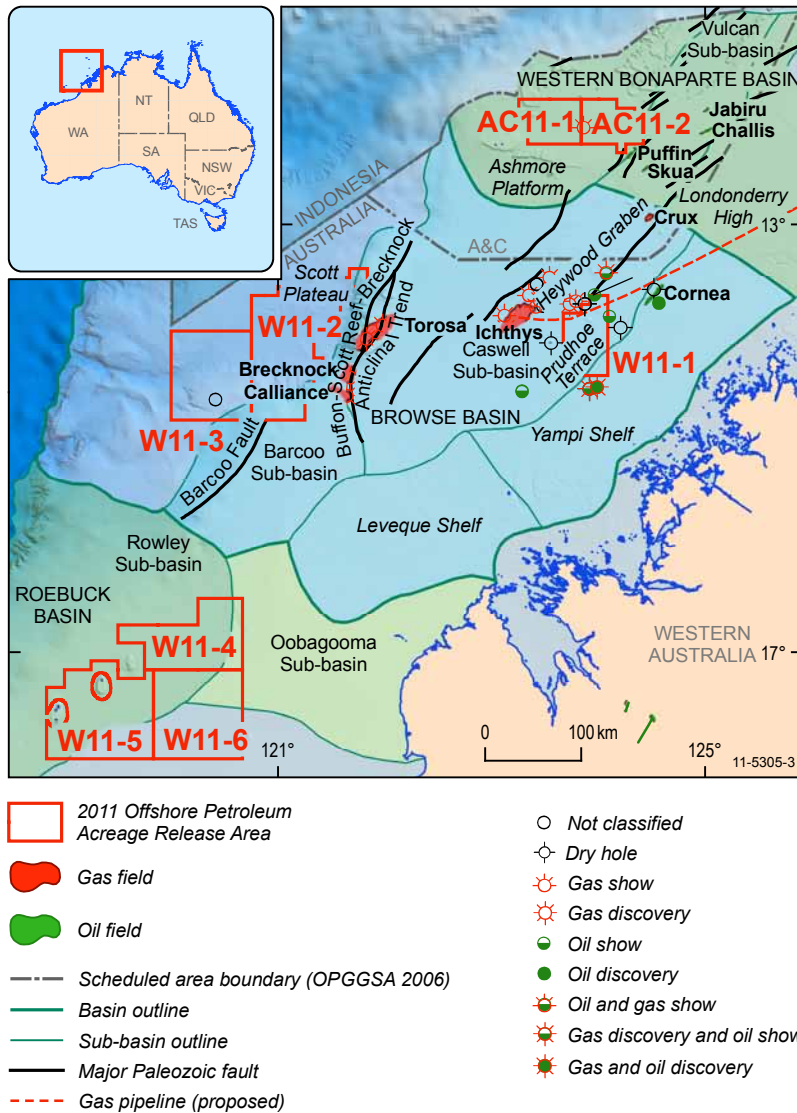 NT
WA
QLD
SA
NSW
VIC
TAS
Vulcan
Sub-basin
WESTERN BONAPARTE BASIN
AC11-1
AC11-2
Jabiru
Challis
Puffin
Skua
Ashmore
Platform
Londonderry
High
Crux
13°
INDONESIA
AUSTRALIA
A&C
Scott
Plateau
Heywood Graben
Cornea
W11-2
Torosa
Ichthys
Buffon Scott Reef-Brecknock
Anticlinal Trend
Caswell
Sub-basin
Prudhoe
Terrace
W11-1
Brecknock
Calliance
BROWSE BASIN
W11-3
Yampi Shelf
Barcoo Fault
Barcoo
Sub-basin
Leveque Shelf
Rowley
Sub-basin
ROEBUCK
BASIN
W11-4
Oobagooma
Sub-basin
WESTERN
AUSTRALIA
17°
W11-5
W11-6
0
100 km
121°
125°
11-5305-3
2011 Offshore Petroleum
Acreage Release Area
Gas field
Oil field
Scheduled area boundary (OPGGSA 2006)
Basin outline
Sub-basin outline
Major Paleozoic fault
Gas pipeline (proposed)
Not classified
Dry hole
Gas show
Gas discovery
Oil show
Oil discovery
Oil and gas show
Gas discovery and oil show
Gas and oil discovery